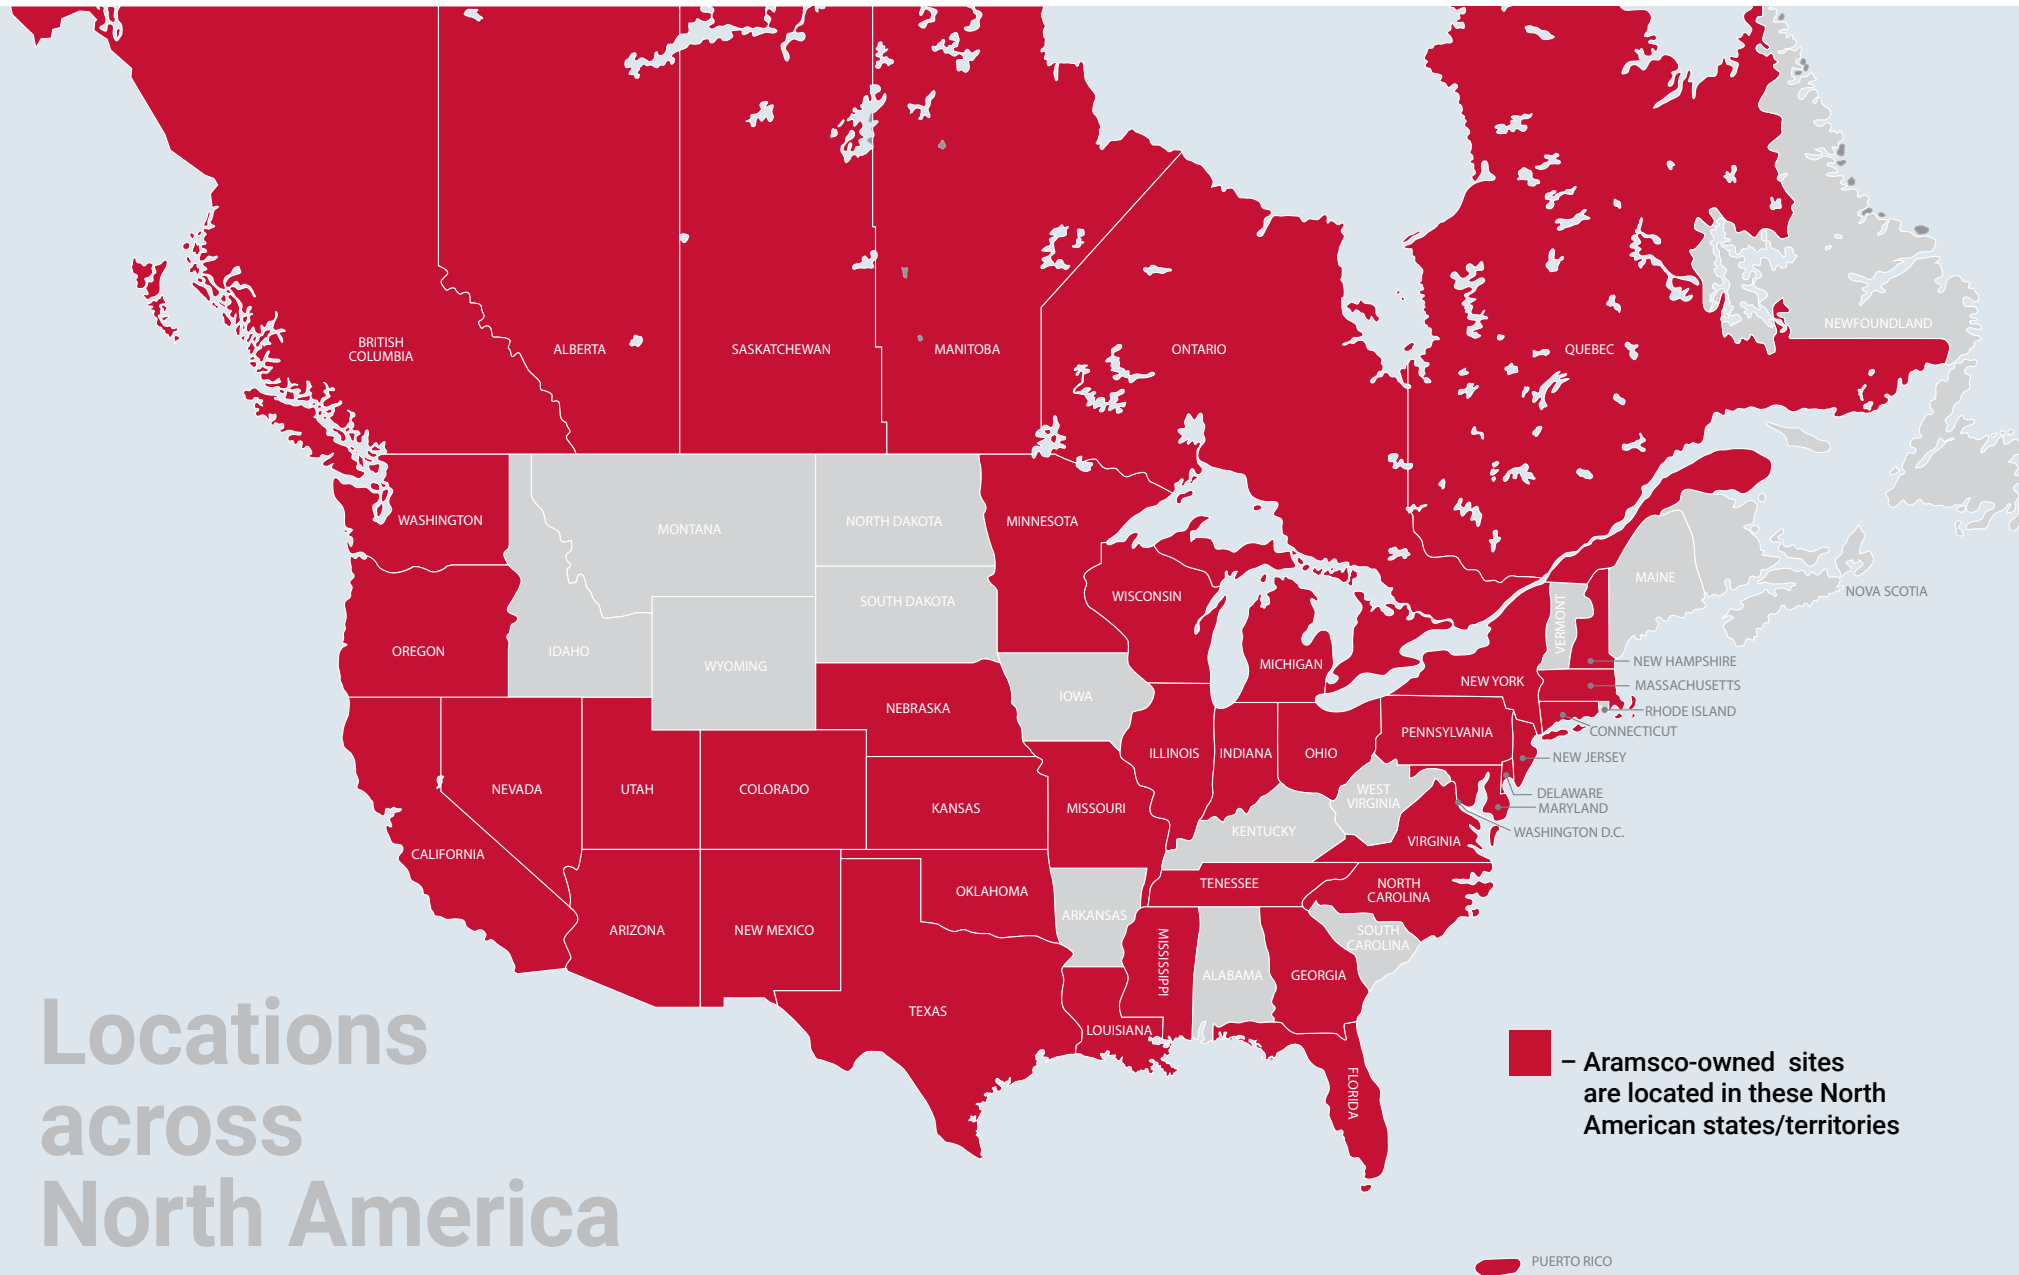 BRITISH
COLUMBIA
ALBERTA
SASKATCHEWAN
MANITOBA
ONTARIO
QUEBEC
NEWFOUNDLAND
WASHINGTON
MONTANA
NORTH DAKOTA
MINNESOTA
MAINE
NOVA SCOTIA
VERMONT
WISCONSIN
SOUTH DAKOTA
OREGON
IDAHO
WYOMING
MICHIGAN
NEW YORK
NEW HAMPSHIRE
MASSACHUSETTS
RHODE ISLAND
CONNECTICUT
IOWA
NEBRASKA
PENNSYLVANIA
ILLINOIS
INDIANA
OHIO
NEW JERSEY
NEVADA
UTAH
COLORADO
KANSAS
MISSOURI
WEST
VIRGINIA
DELAWARE
MARYLAND
WASHINGTON D.C.
KENTUCKY
VIRGINIA
CALIFORNIA
TENESSEE
NORTH
CAROLINA
OKLAHOMA
ARKANSAS
ARIZONA
NEW MEXICO
SOUTH
CAROLINA
MISSISSIPPI
ALABAMA
GEORGIA
TEXAS
LOUISIANA
FLORIDA
Locations
across
North America
– Aramsco-owned sites
are located in these North
American states/territories
PUERTO RICO